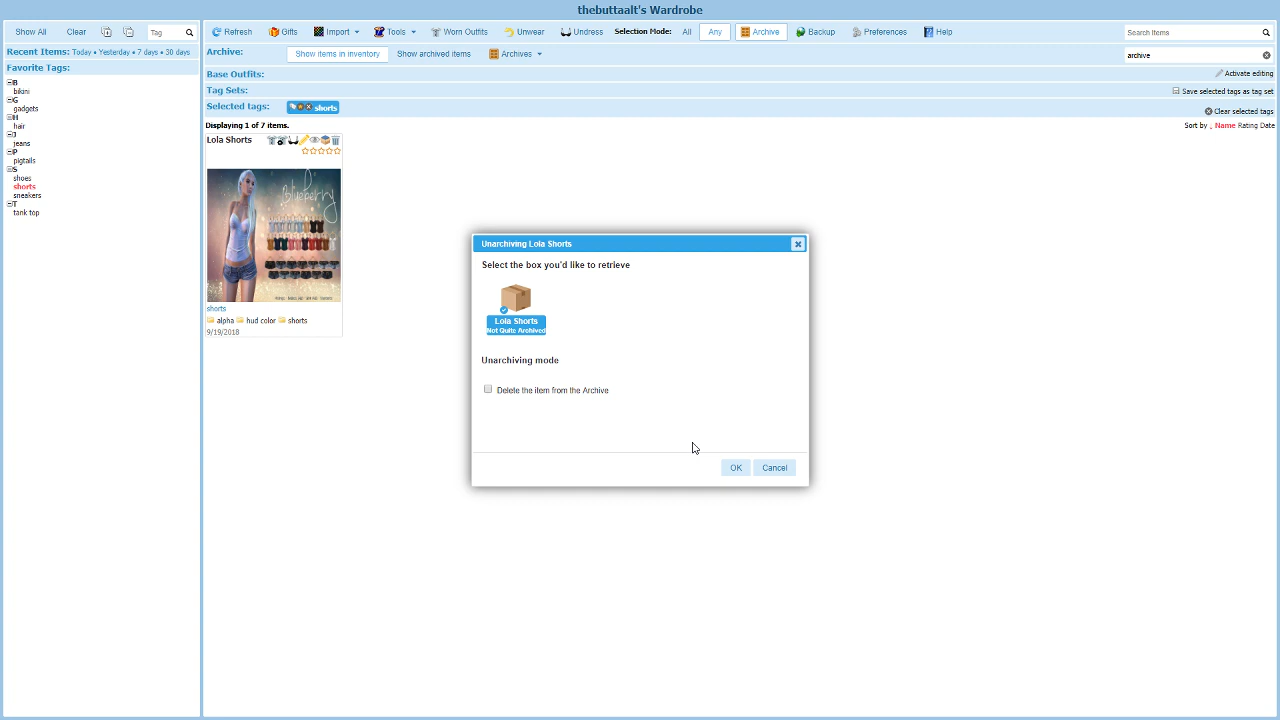 thebuttaalt's Wardrobe
Show All Clear Tag
Refresh Gifts Import Tools Worn Outfits Unwear Undress Selection Mode: All Any Archive Backup Preferences Help Search Items
Recent Items: Today • Yesterday • 7 days • 30 days
Archive: Show items in inventory Show archived items Archives archive
Favorite Tags:
B
bikini
G
gadgets
H
hair
J
jeans
P
pigtails
S
shoes
shorts
sneakers
T
tank top
Base Outfits: Activate editing
Tag Sets: Save selected tags as tag set
Selected tags: shorts Clear selected tags
Displaying 1 of 7 items. Sort by Name Rating Date
Lola Shorts
Blueberry
shorts
alpha hud color shorts
9/19/2018
Unarchiving Lola Shorts
Select the box you'd like to retrieve
Lola Shorts
Not Quite Archived
Unarchiving mode
Delete the item from the Archive
OK Cancel